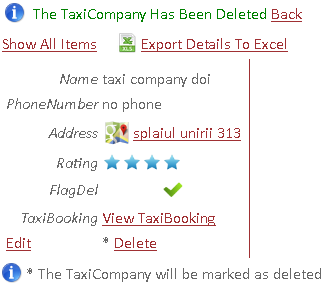 The TaxiCompany Has Been Deleted Back
Show All Items XLS Export Details To Excel
Name taxi company doi
PhoneNumber no phone
Address splaiul unirii 313
Rating
FlagDel
TaxiBooking View TaxiBooking
Edit * Delete
* The TaxiCompany will be marked as deleted